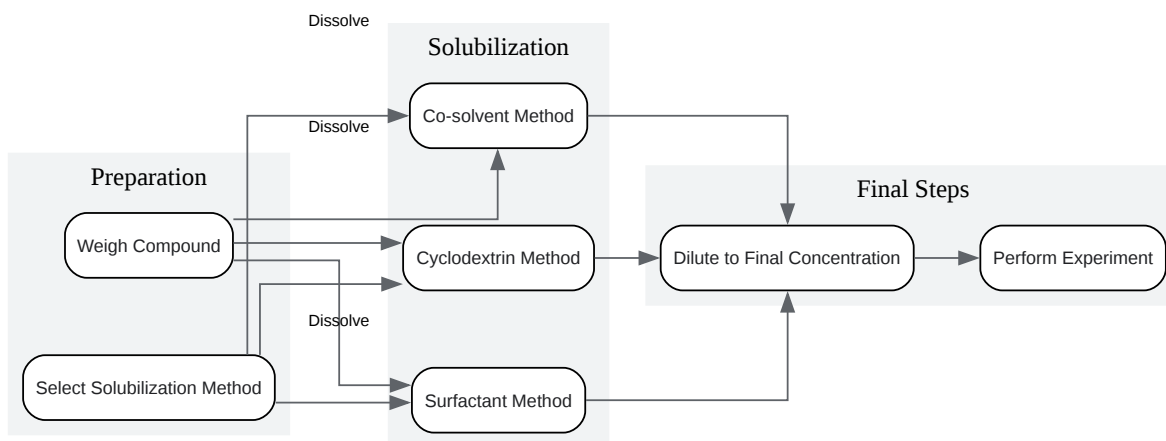 Dissolve
Solubilization
Co-solvent Method
Dissolve
Preparation
Weigh Compound
Final Steps
Cyclodextrin Method
Dilute to Final Concentration
Perform Experiment
Dissolve
Select Solubilization Method
Surfactant Method